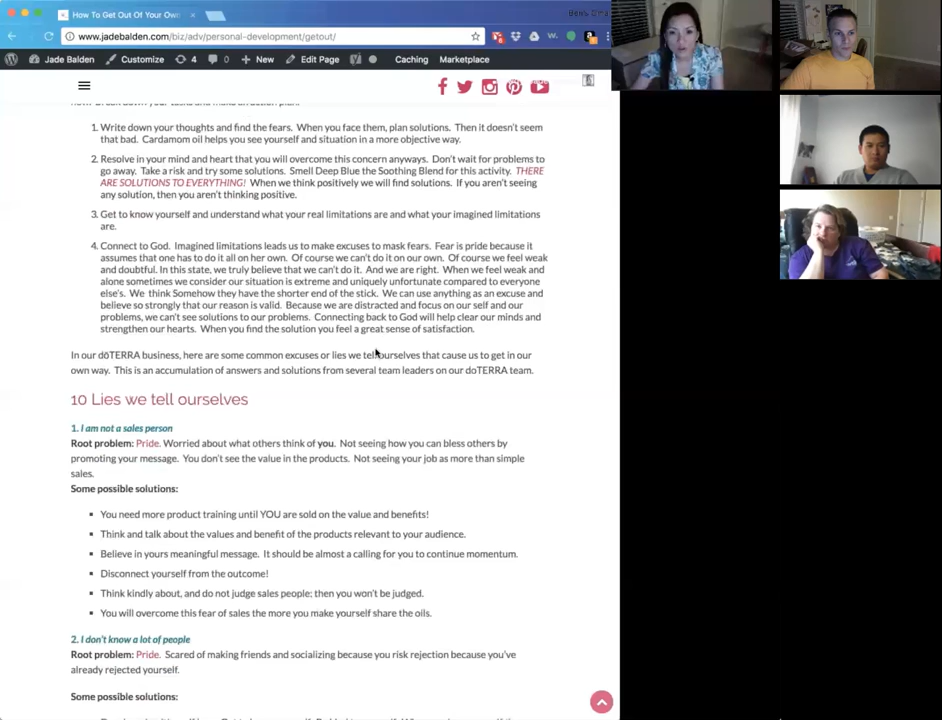 How To Get Out Of Your Own
www.jadebalden.com/biz/adv/personal-development/getout/
Jade Balden Customize 4 0 New Edit Page Caching Marketplace
1. Write down your thoughts and find the fears. When you face them, plan solutions. Then it doesn't seem
that bad. Cardamom oil helps you see yourself and situation in a more objective way.
2. Resolve in your mind and heart that you will overcome this concern anyways. Don't wait for problems to
go away. Take a risk and try some solutions. Smell Deep Blue the Soothing Blend for this activity. THERE
ARE SOLUTIONS TO EVERYTHING! When we think positively we will find solutions. If you aren't seeing
any solution, then you aren't thinking positive.
3. Get to know yourself and understand what your real limitations are and what your imagined limitations
are.
4. Connect to God. Imagined limitations leads us to make excuses to mask fears. Fear is pride because it
assumes that one has to do it all on her own. Of course we can't do it on our own. Of course we feel weak
and doubtful. In this state, we truly believe that we can't do it. And we are right. When we feel weak and
alone sometimes we consider our situation is extreme and uniquely unfortunate compared to everyone
else's. We think Somehow they have the shorter end of the stick. We can use anything as an excuse and
believe so strongly that our reason is valid. Because we are distracted and focus on our self and our
problems, we can't see solutions to our problems. Connecting back to God will help clear our minds and
strengthen our hearts. When you find the solution you feel a great sense of satisfaction.
In our dōTERRA business, here are some common excuses or lies we tell ourselves that cause us to get in our
own way. This is an accumulation of answers and solutions from several team leaders on our doTERRA team.
10 Lies we tell ourselves
1. I am not a sales person
Root problem: Pride. Worried about what others think of you. Not seeing how you can bless others by
promoting your message. You don't see the value in the products. Not seeing your job as more than simple
sales.
Some possible solutions:
You need more product training until YOU are sold on the value and benefits!
Think and talk about the values and benefit of the products relevant to your audience.
Believe in yours meaningful message. It should be almost a calling for you to continue momentum.
Disconnect yourself from the outcome!
Think kindly about, and do not judge sales people; then you won't be judged.
You will overcome this fear of sales the more you make yourself share the oils.
2. I don't know a lot of people
Root problem: Pride. Scared of making friends and socializing because you risk rejection because you've
already rejected yourself.
Some possible solutions: